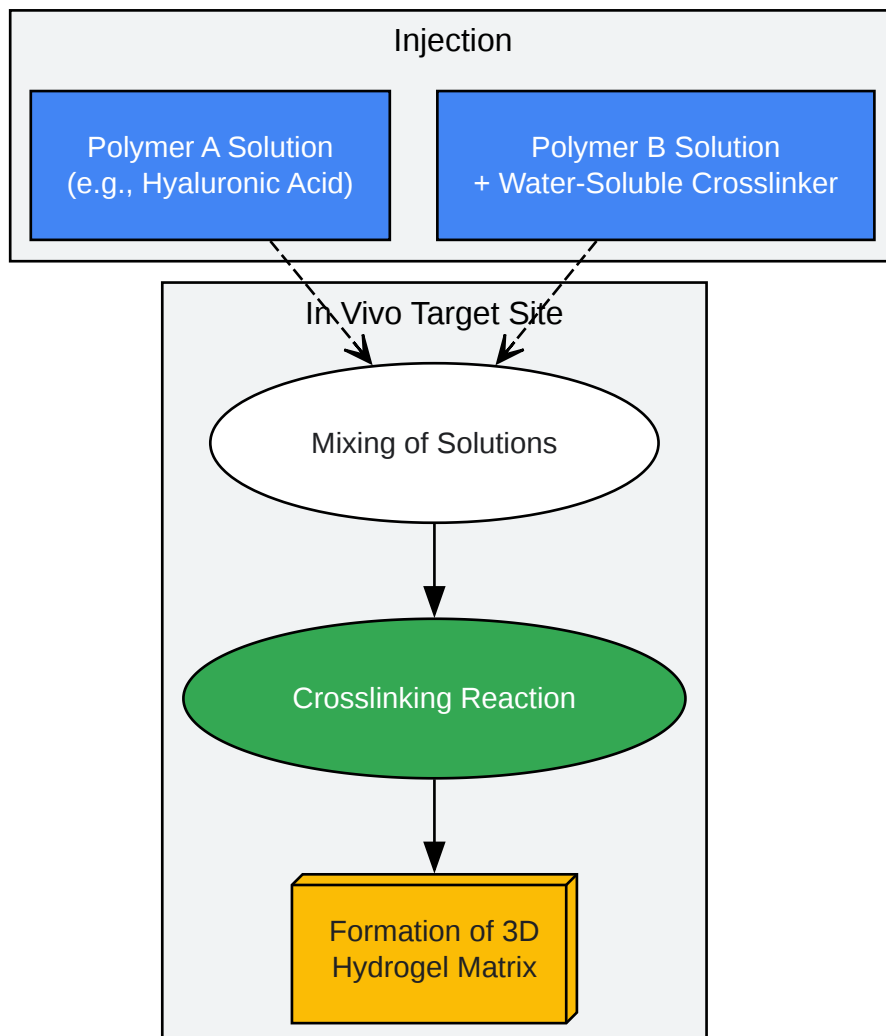 Injection
Polymer A Solution
(e.g., Hyaluronic Acid)
Polymer B Solution
+ Water-Soluble Crosslinker
In Vivo Target Site
Mixing of Solutions
Crosslinking Reaction
Formation of 3D
Hydrogel Matrix